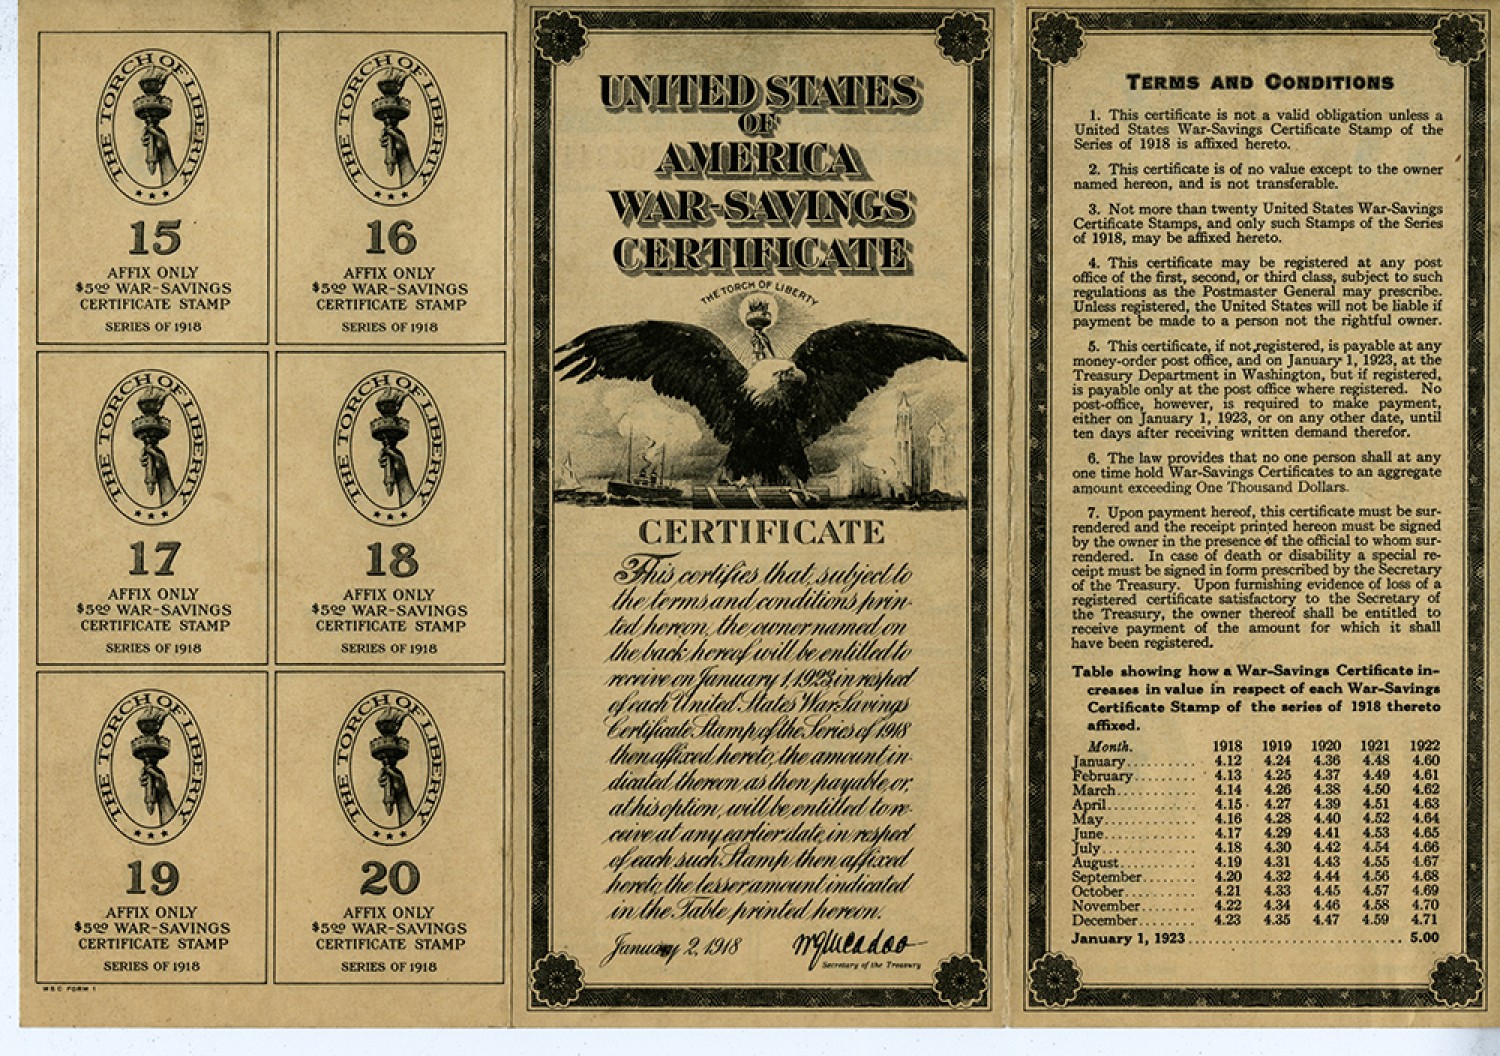 THE TORCH OF LIBERTY
15
AFFIX ONLY
$5.00 WAR-SAVINGS
CERTIFICATE STAMP
SERIES OF 1918
THE TORCH OF LIBERTY
16
AFFIX ONLY
$5.00 WAR-SAVINGS
CERTIFICATE STAMP
SERIES OF 1918
THE TORCH OF LIBERTY
17
AFFIX ONLY
$5.00 WAR-SAVINGS
CERTIFICATE STAMP
SERIES OF 1918
THE TORCH OF LIBERTY
18
AFFIX ONLY
$5.00 WAR-SAVINGS
CERTIFICATE STAMP
SERIES OF 1918
THE TORCH OF LIBERTY
19
AFFIX ONLY
$5.00 WAR-SAVINGS
CERTIFICATE STAMP
SERIES OF 1918
THE TORCH OF LIBERTY
20
AFFIX ONLY
$5.00 WAR-SAVINGS
CERTIFICATE STAMP
SERIES OF 1918
W S C FORM 1
UNITED STATES
OF
AMERICA
WAR-SAVINGS
CERTIFICATE
THE TORCH OF LIBERTY
CERTIFICATE
This certifies that, subject to
the terms and conditions prin-
ted hereon, the owner named on
the back hereof will be entitled to
receive on January 1, 1923, in respect
of each United States War-Savings
Certificate Stamp of the Series of 1918
then affixed hereto, the amount in-
dicated thereon as then payable, or,
at his option, will be entitled to re-
ceive at any earlier date, in respect
of each such Stamp then affixed
hereto, the lesser amount indicated
in the Table printed hereon.
January 2, 1918 W G McAdoo
Secretary of the Treasury
TERMS AND CONDITIONS
1. This certificate is not a valid obligation unless a
United States War-Savings Certificate Stamp of the
Series of 1918 is affixed hereto.
2. This certificate is of no value except to the owner
named hereon, and is not transferable.
3. Not more than twenty United States War-Savings
Certificate Stamps, and only such Stamps of the Series
of 1918, may be affixed hereto.
4. This certificate may be registered at any post
office of the first, second, or third class, subject to such
regulations as the Postmaster General may prescribe.
Unless registered, the United States will not be liable if
payment be made to a person not the rightful owner.
5. This certificate, if not registered, is payable at any
money-order post office, and on January 1, 1923, at the
Treasury Department in Washington, but if registered,
is payable only at the post office where registered. No
post-office, however, is required to make payment,
either on January 1, 1923, or on any other date, until
ten days after receiving written demand therefor.
6. The law provides that no one person shall at any
one time hold War-Savings Certificates to an aggregate
amount exceeding One Thousand Dollars.
7. Upon payment hereof, this certificate must be sur-
rendered and the receipt printed hereon must be signed
by the owner in the presence of the official to whom sur-
rendered. In case of death or disability a special re-
ceipt must be signed in form prescribed by the Secretary
of the Treasury. Upon furnishing evidence of loss of a
registered certificate satisfactory to the Secretary of
the Treasury, the owner thereof shall be entitled to
receive payment of the amount for which it shall
have been registered.
Table showing how a War-Savings Certificate in-
creases in value in respect of each War-Savings
Certificate Stamp of the series of 1918 thereto
affixed.
Month. 1918 1919 1920 1921 1922
January.......... 4.12 4.24 4.36 4.48 4.60
February......... 4.13 4.25 4.37 4.49 4.61
March............ 4.14 4.26 4.38 4.50 4.62
April............ 4.15 4.27 4.39 4.51 4.63
May.............. 4.16 4.28 4.40 4.52 4.64
June............. 4.17 4.29 4.41 4.53 4.65
July............. 4.18 4.30 4.42 4.54 4.66
August........... 4.19 4.31 4.43 4.55 4.67
September........ 4.20 4.32 4.44 4.56 4.68
October.......... 4.21 4.33 4.45 4.57 4.69
November......... 4.22 4.34 4.46 4.58 4.70
December......... 4.23 4.35 4.47 4.59 4.71
January 1, 1923.............................. 5.00